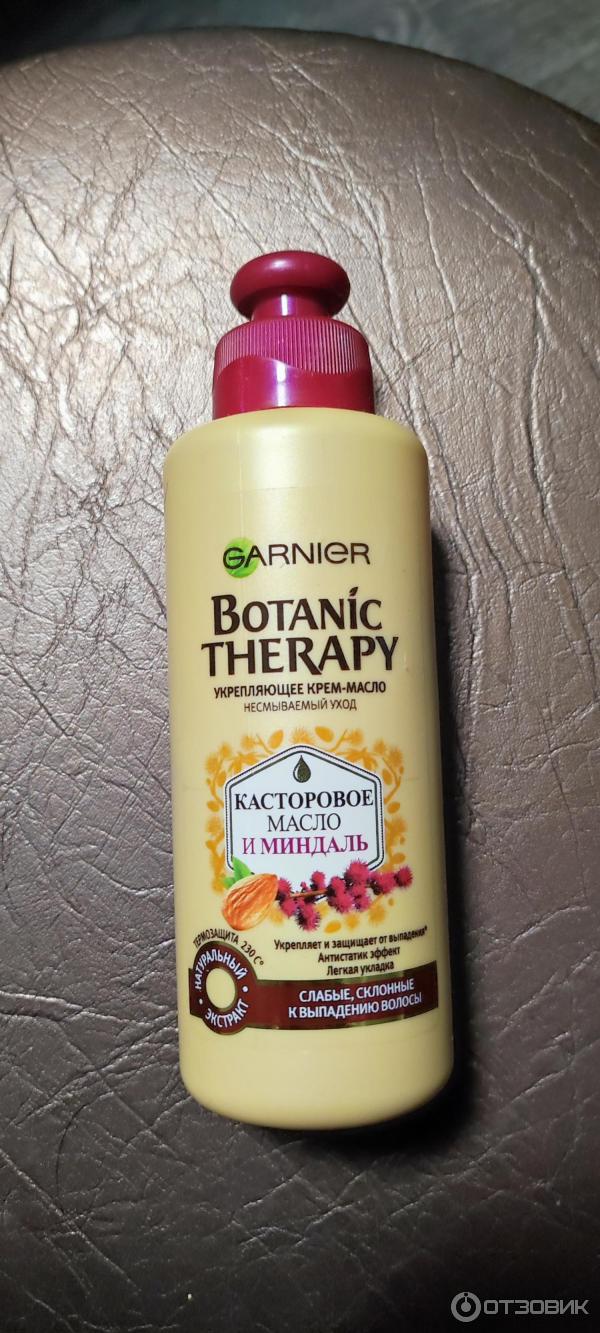 GARNIER
BOTANIC
THERAPY
УКРЕПЛЯЮЩЕЕ КРЕМ-МАСЛО
НЕСМЫВАЕМЫЙ УХОД
КАСТОРОВОЕ
МАСЛО
И МИНДАЛЬ
Укрепляет и защищает от выпадения*
Антистатик эффект
Легкая укладка
ТЕРМОЗАЩИТА 230 C°
НАТУРАЛЬНЫЙ
ЭКСТРАКТ
СЛАБЫЕ, СКЛОННЫЕ
К ВЫПАДЕНИЮ ВОЛОСЫ
ОТЗОВИК